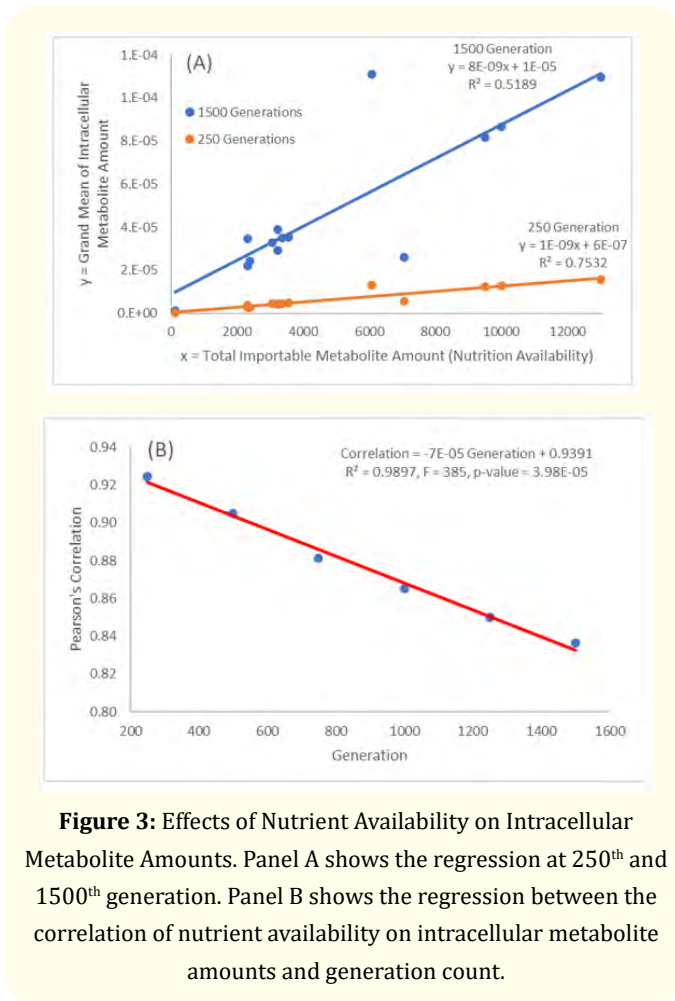 1.E-04
1.E-04
8.E-05
6.E-05
4.E-05
2.E-05
0.E+00
y = Grand Mean of Intracellular
Metabolite Amount
(A)
1500 Generations
250 Generations
1500 Generation
y = 8E-09x + 1E-05
R² = 0.5189
250 Generation
y = 1E-09x + 6E-07
R² = 0.7532
0 2000 4000 6000 8000 10000 12000
x = Total Importable Metabolite Amount (Nutrition Availability)
0.94
0.92
0.90
0.88
0.86
0.84
0.82
0.80
Pearson's Correlation
(B)
Correlation = -7E-05 Generation + 0.9391
R² = 0.9897, F = 385, p-value = 3.98E-05
200 400 600 800 1000 1200 1400 1600
Generation
Figure 3: Effects of Nutrient Availability on Intracellular
Metabolite Amounts. Panel A shows the regression at 250th and
1500th generation. Panel B shows the regression between the
correlation of nutrient availability on intracellular metabolite
amounts and generation count.